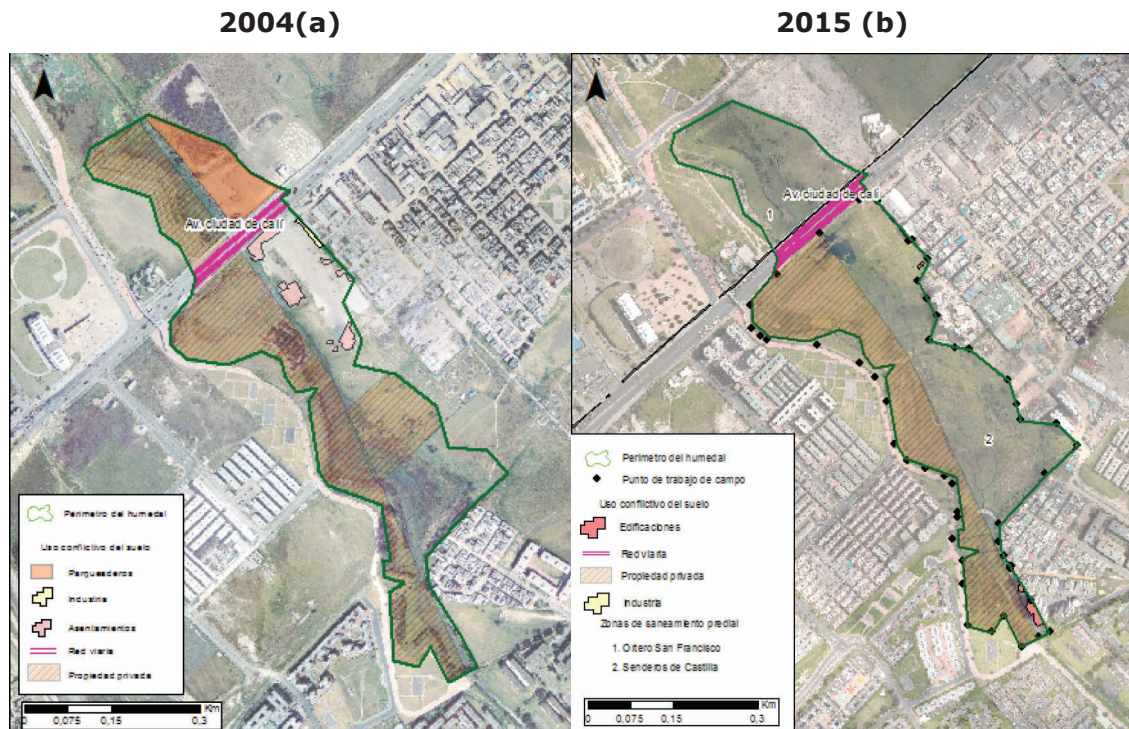 2004(a)
2015 (b)
N
Av. ciudad de cali
Perimetro del humedal
Uso conflictivo del suelo
Parqueaderos
Industria
Asentamientos
Red viaria
Propiedad privada
Km
0 0,075 0,15 0,3
N
Av. ciudad de cali
1
2
Perimetro del humedal
Punto de trabajo de campo
Uso conflictivo del suelo
Edificaciones
Red viaria
Propiedad privada
Industria
Zonas de saneamiento predial
1. Oitero San Francisco
2. Senderos de Castilla
Km
0 0,075 0,15 0,3